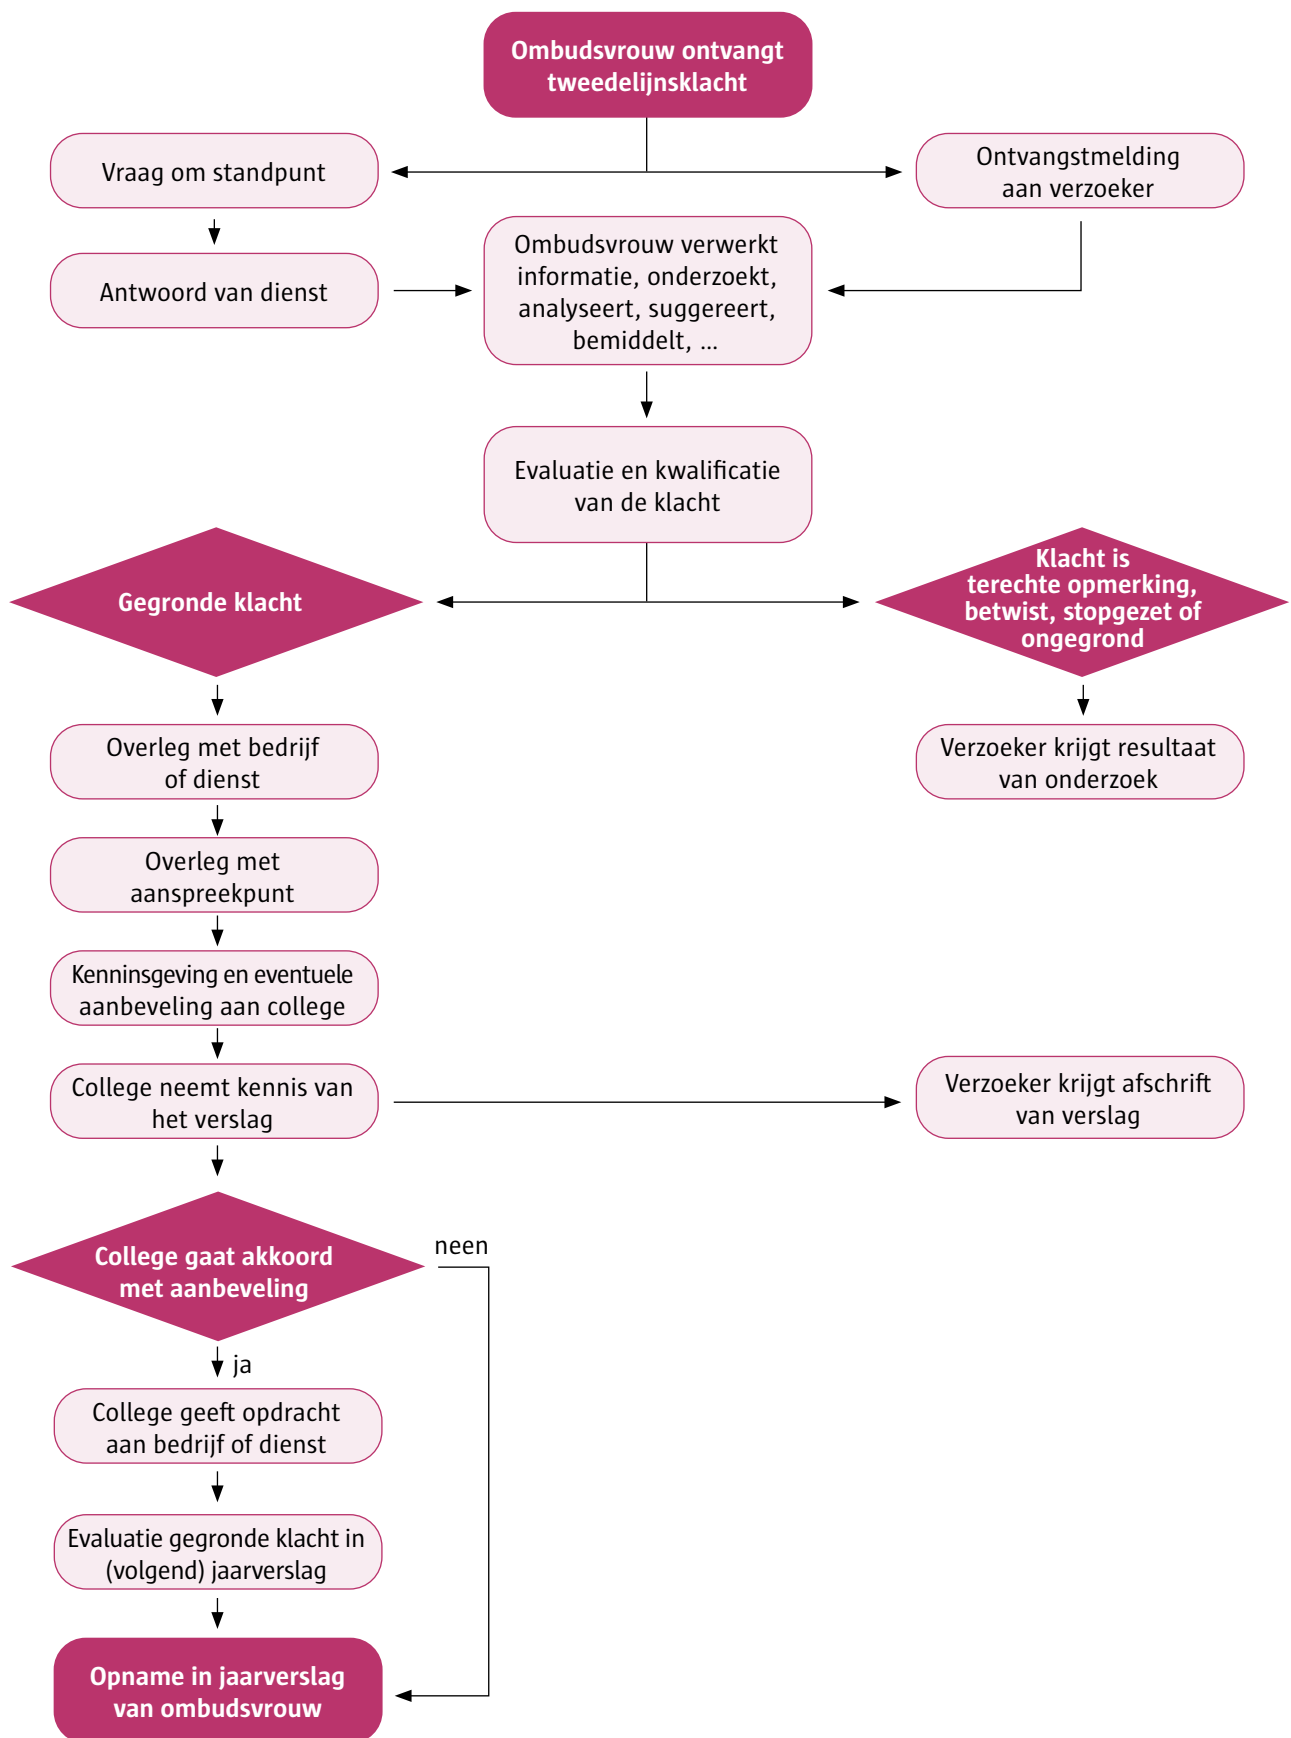 Ombudsvrouw ontvangt
tweedelijnsklacht
Vraag om standpunt
Ontvangstmelding
aan verzoeker
Antwoord van dienst
Ombudsvrouw verwerkt
informatie, onderzoekt,
analyseert, suggereert,
bemiddelt, ...
Evaluatie en kwalificatie
van de klacht
Gegronde klacht
Klacht is
terechte opmerking,
betwist, stopgezet of
ongegrond
Overleg met bedrijf
of dienst
Verzoeker krijgt resultaat
van onderzoek
Overleg met
aanspreekpunt
Kenninsgeving en eventuele
aanbeveling aan college
College neemt kennis van
het verslag
Verzoeker krijgt afschrift
van verslag
College gaat akkoord
met aanbeveling
neen
ja
College geeft opdracht
aan bedrijf of dienst
Evaluatie gegronde klacht in
(volgend) jaarverslag
Opname in jaarverslag
van ombudsvrouw